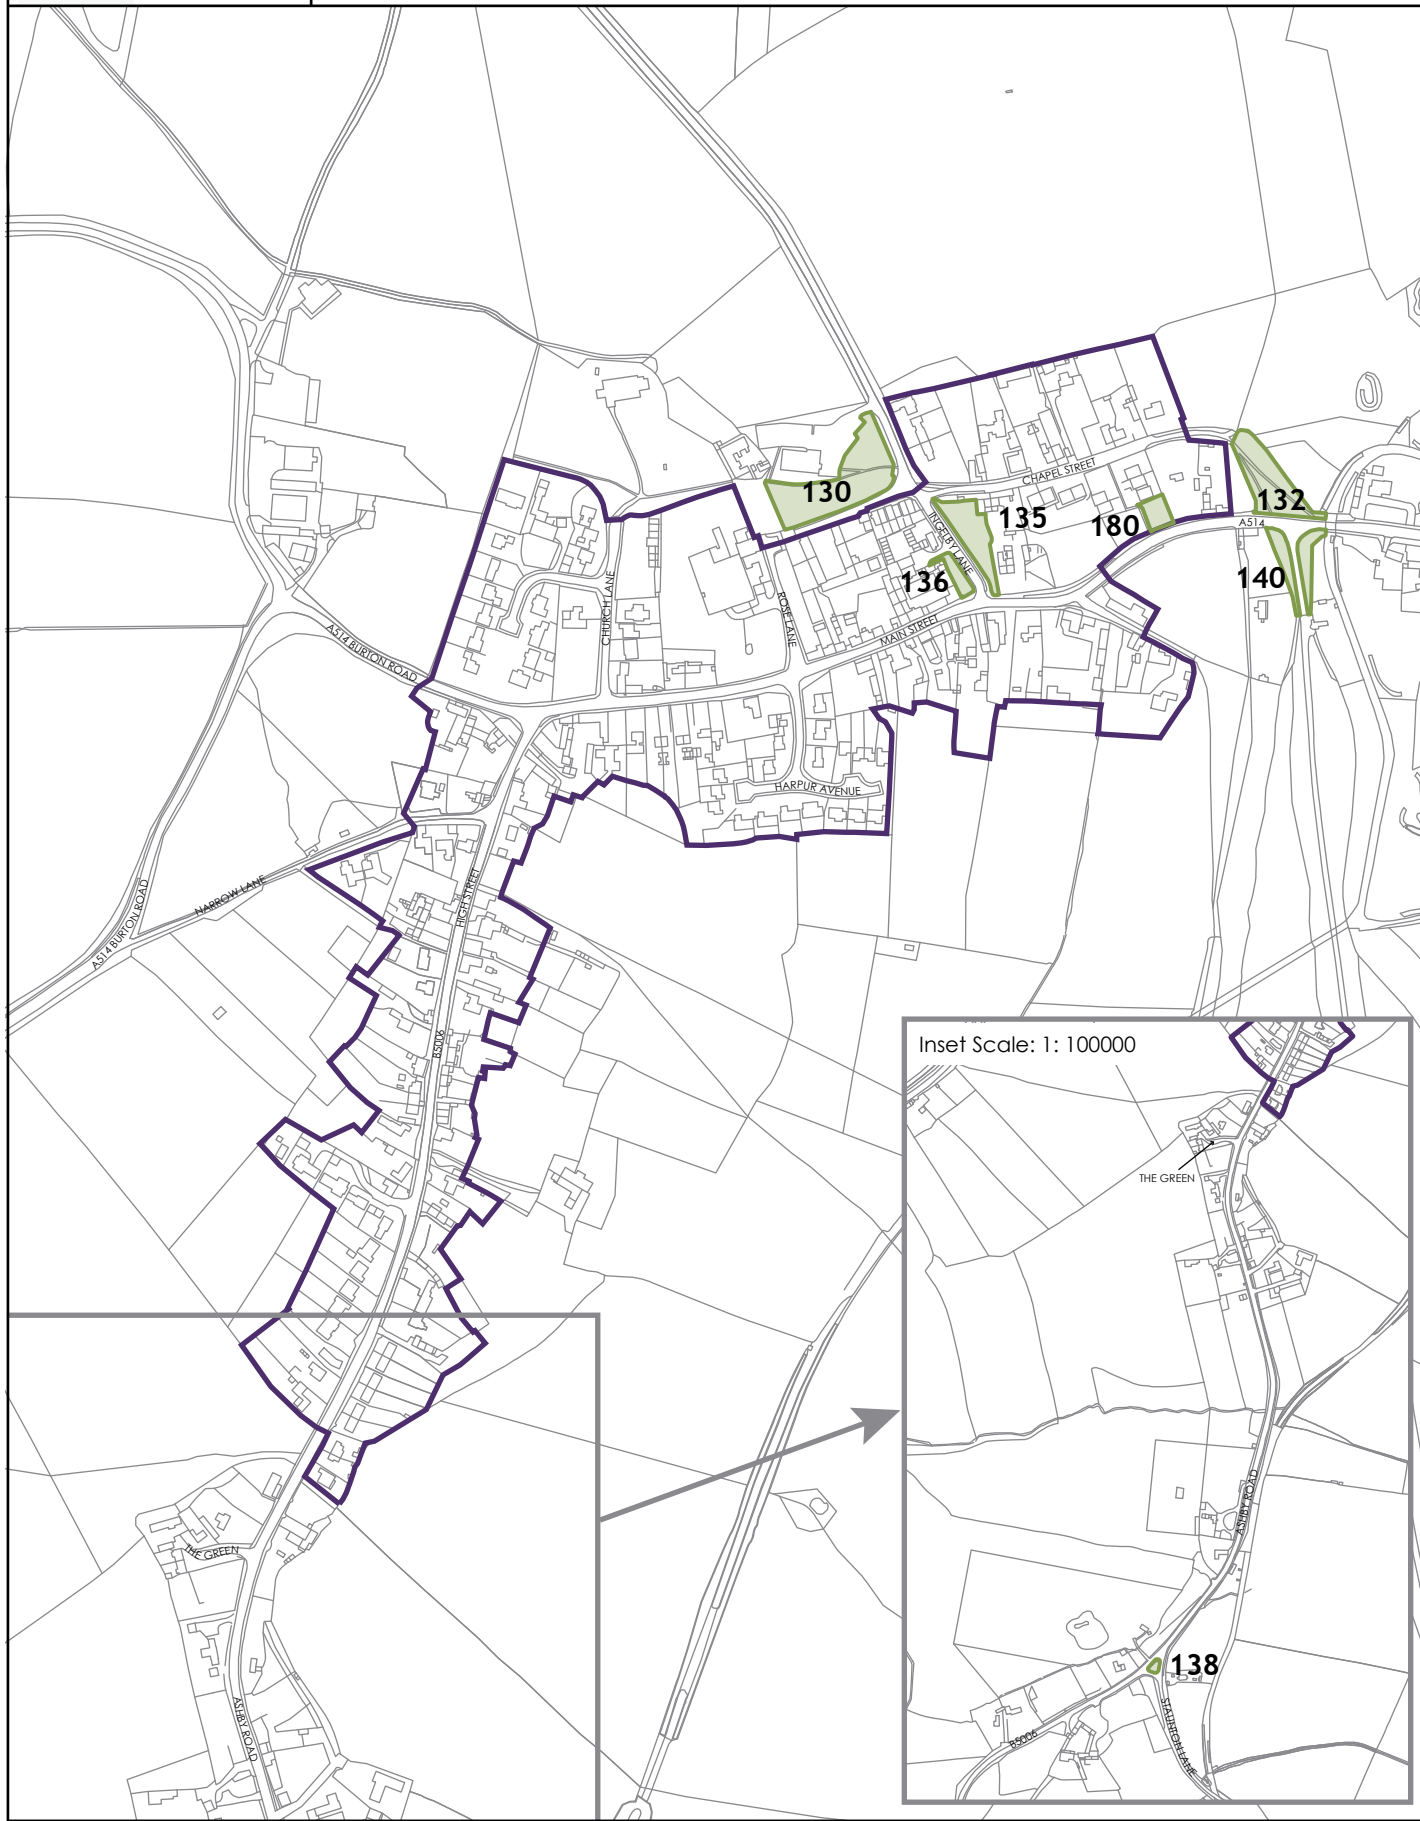 CHAPEL STREET
130
132
135
180
A514
INGELBY LANE
136
140
CHURCH LANE
ROSE LANE
MAIN STREET
A514 BURTON ROAD
HARPUR AVENUE
NARROW LANE
HIGH STREET
A514 BURTON ROAD
B5006
Inset Scale: 1: 100000
THE GREEN
ASHBY ROAD
THE GREEN
138
STAUNTON LANE
B5006
ASHBY ROAD